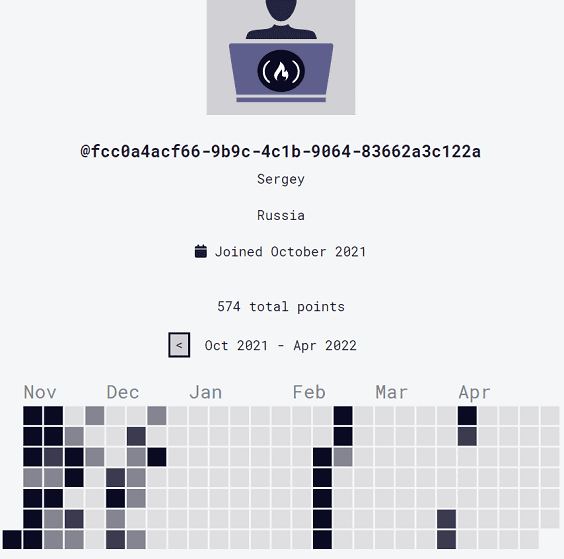 @fcc0a4acf66-9b9c-4c1b-9064-83662a3c122a
Sergey
Russia
Joined October 2021
574 total points
< Oct 2021 - Apr 2022
Nov Dec Jan Feb Mar Apr